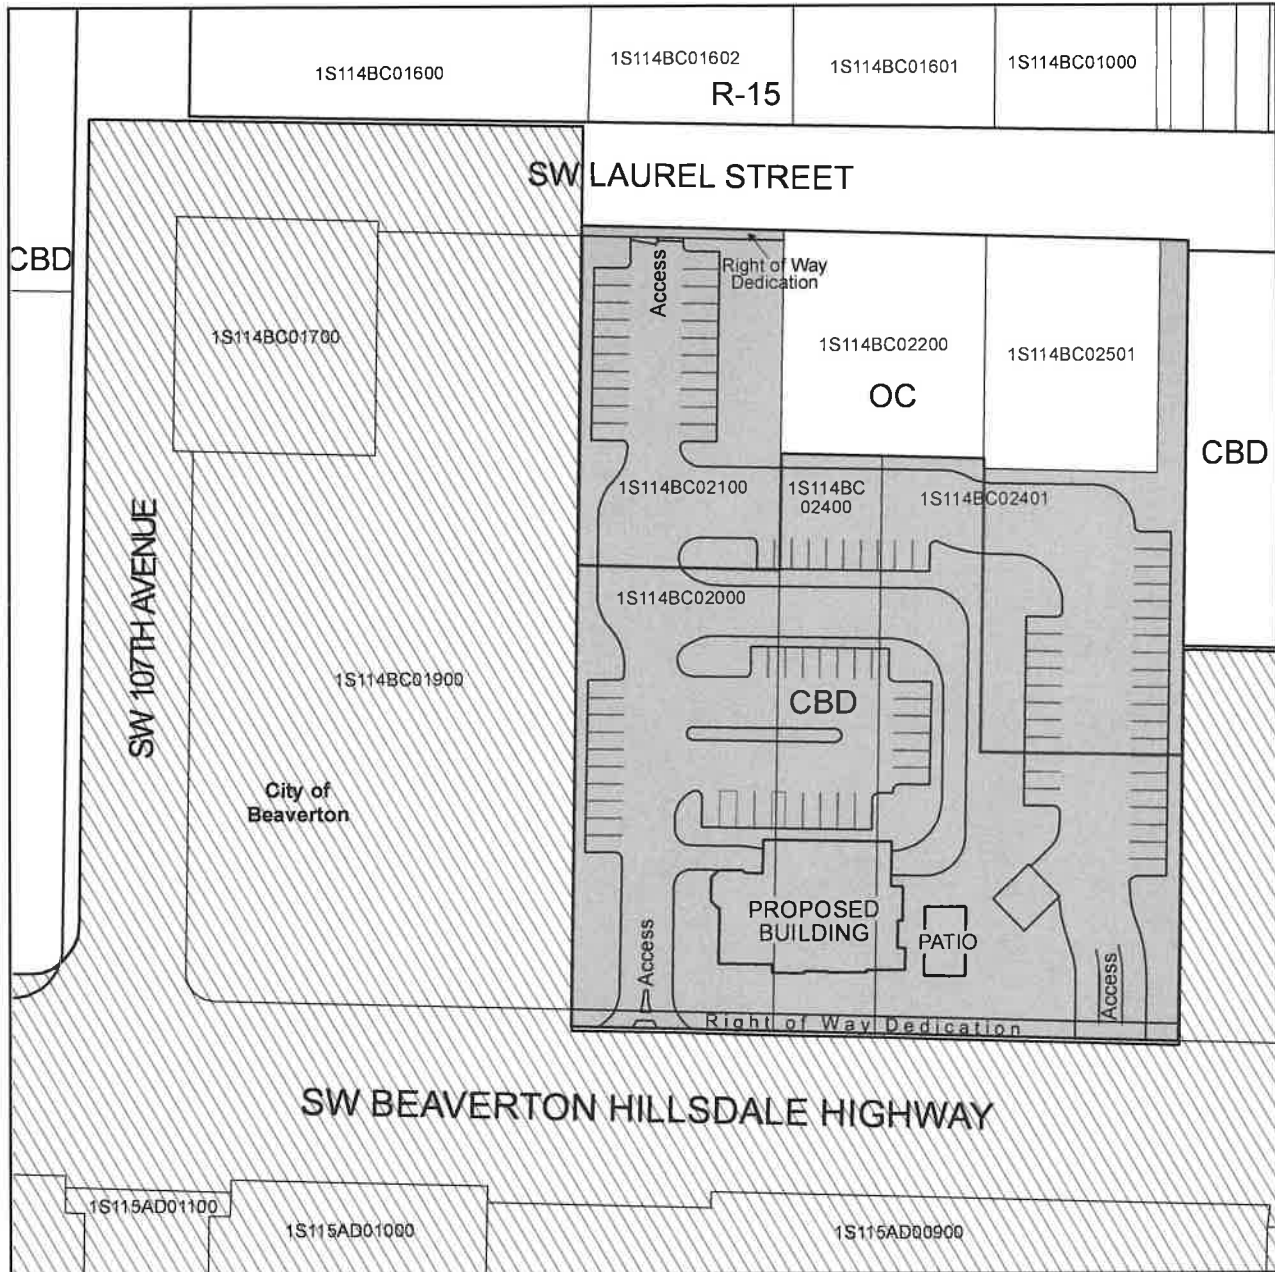 1S114BC01600
1S114BC01602
1S114BC01601
1S114BC01000
R-15
SW LAUREL STREET
CBD
Access
Right of Way
Dedication
1S114BC01700
1S114BC02200
1S114BC02501
OC
CBD
1S114BC02100
1S114BC
02400
1S114BC02401
SW 107TH AVENUE
1S114BC02000
1S114BC01900
CBD
City of
Beaverton
PROPOSED
BUILDING
PATIO
Access
Access
Right of Way Dedication
SW BEAVERTON HILLSDALE HIGHWAY
1S115AD01100
1S115AD01000
1S115AD00900